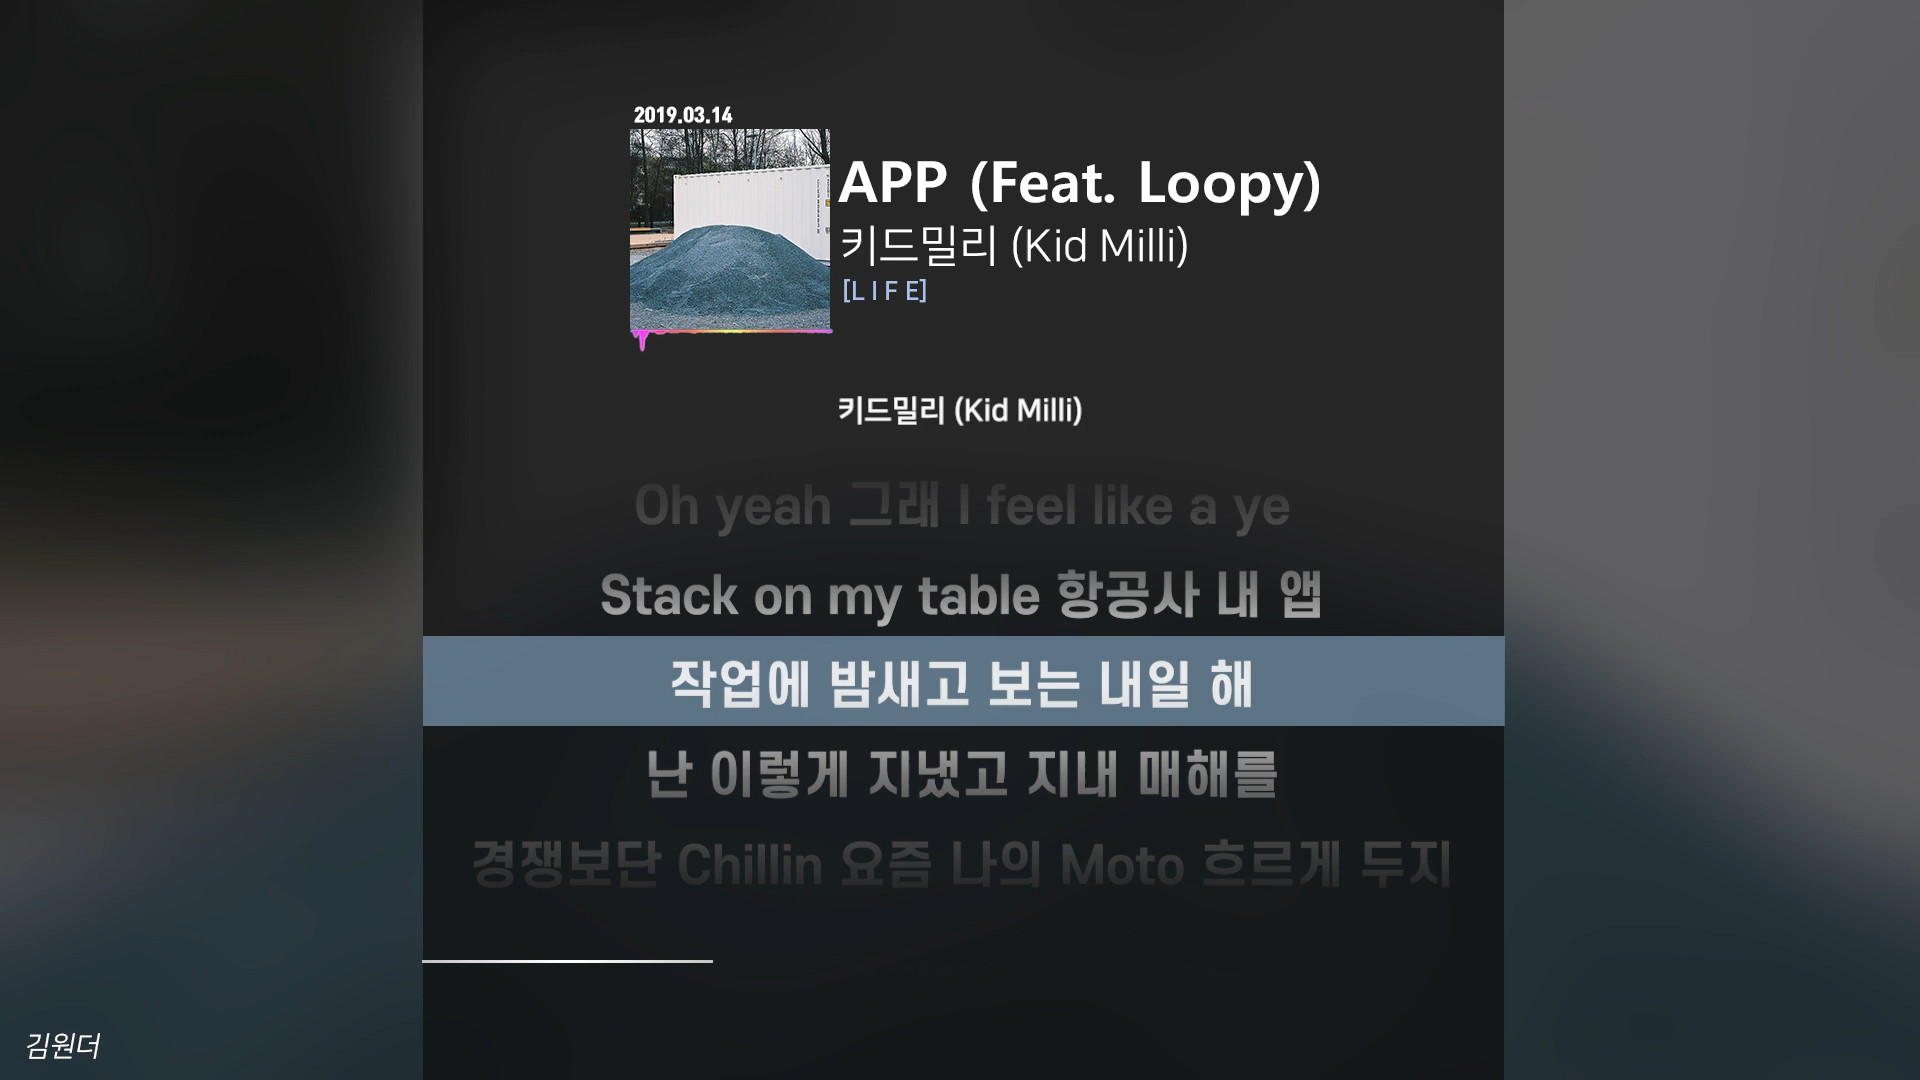 2019.03.14
APP (Feat. Loopy)
키드밀리 (Kid Milli)
[L I F E]
키드밀리 (Kid Milli)
Oh yeah 그래 I feel like a ye
Stack on my table 항공사 내 앱
작업에 밤새고 보는 내일 해
난 이렇게 지냈고 지내 매해를
경쟁보단 Chillin 요즘 나의 Moto 흐르게 두지
김원더